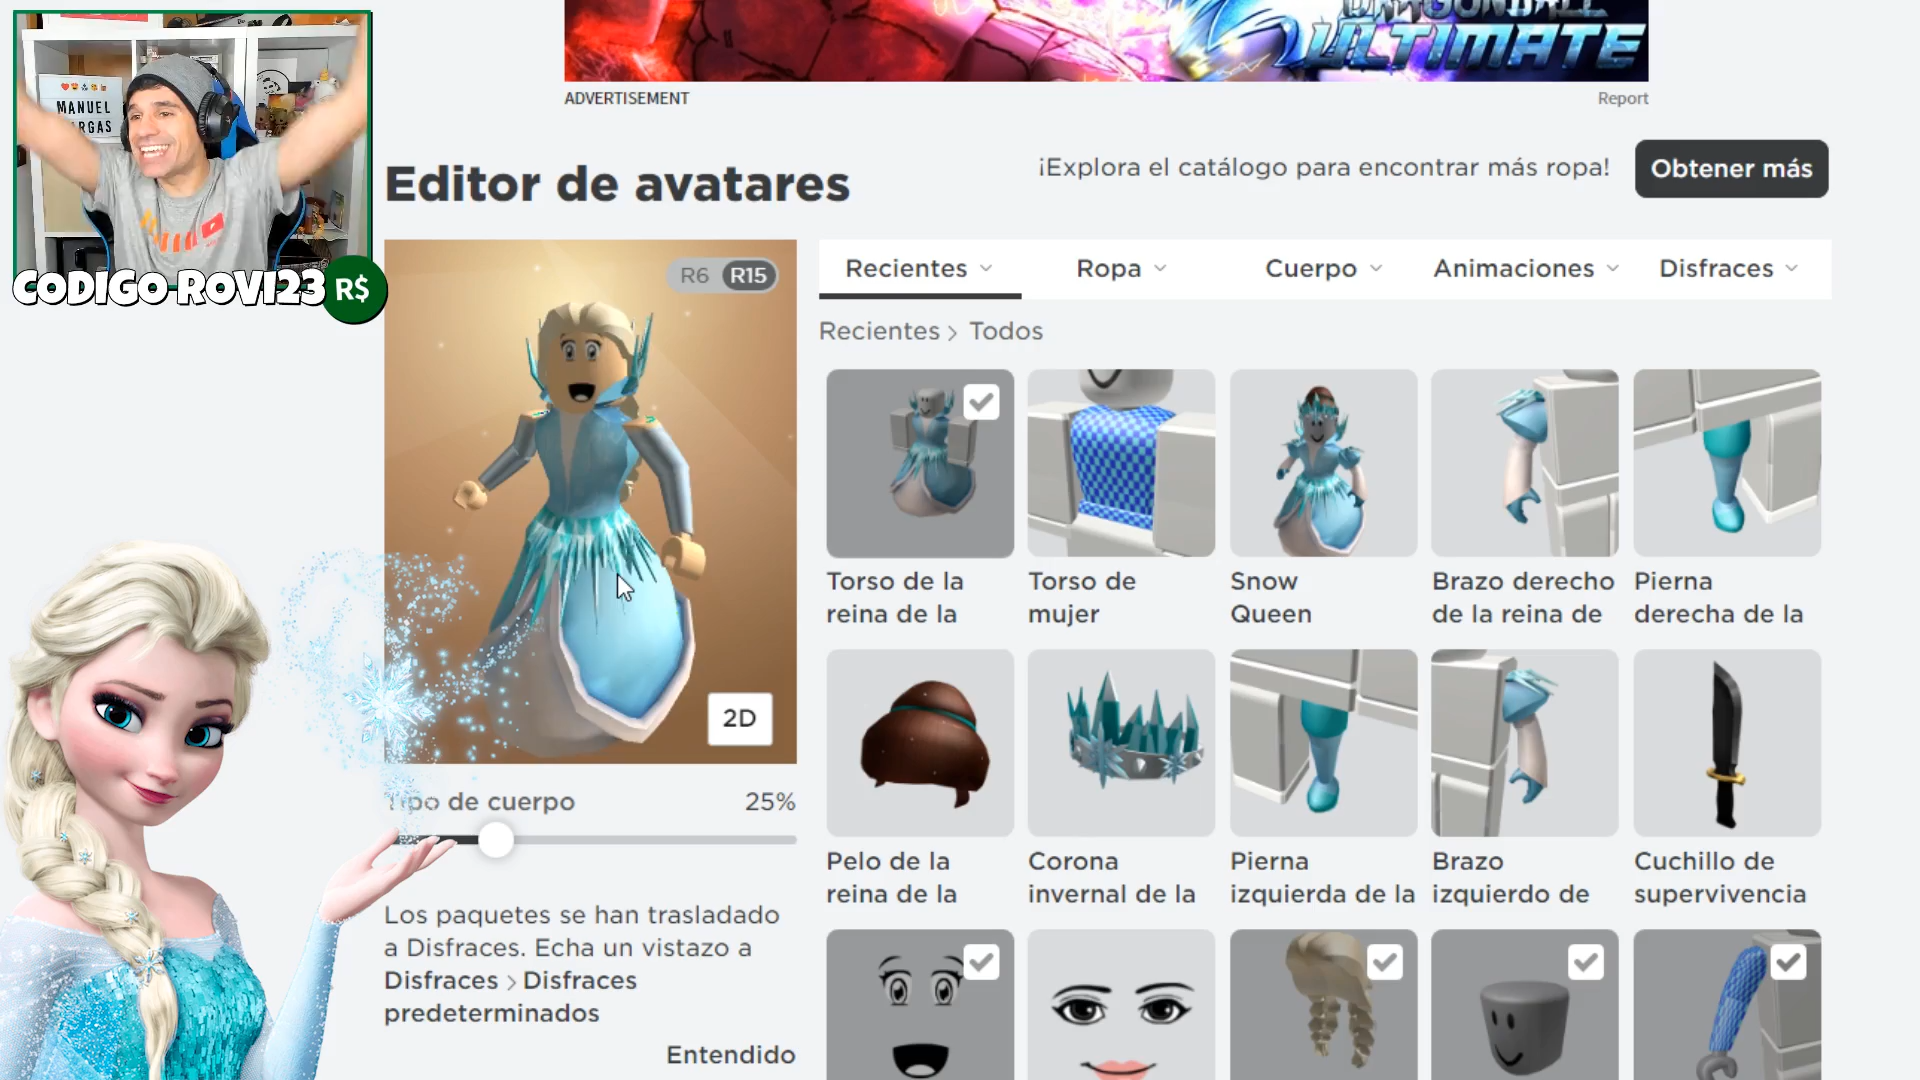 DRAGON BALL
ULTIMATE
ADVERTISEMENT
Report
MANUEL
CODIGO ROVI23 R$
Editor de avatares
¡Explora el catálogo para encontrar más ropa!
Obtener más
R6 R15
2D
Tipo de cuerpo
25%
Los paquetes se han trasladado
a Disfraces. Echa un vistazo a
Disfraces > Disfraces
predeterminados
Entendido
Recientes
Ropa
Cuerpo
Animaciones
Disfraces
Recientes > Todos
Torso de la
reina de la
Torso de
mujer
Snow
Queen
Brazo derecho
de la reina de
Pierna
derecha de la
Pelo de la
reina de la
Corona
invernal de la
Pierna
izquierda de la
Brazo
izquierdo de
Cuchillo de
supervivencia